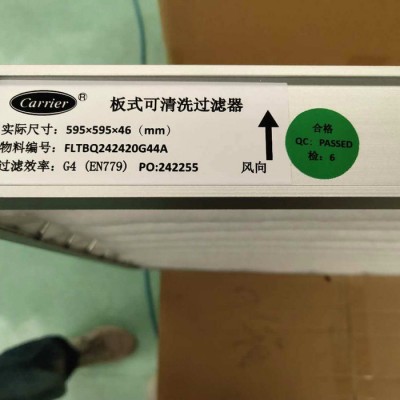 Carrier ® 板式可清洗过滤器
实际尺寸：595×595×46（mm）
物料编号：FLTBQ242420G44A
过滤效率：G4 (EN779) PO:242255
风向
合格
QC: PASSED
检：6